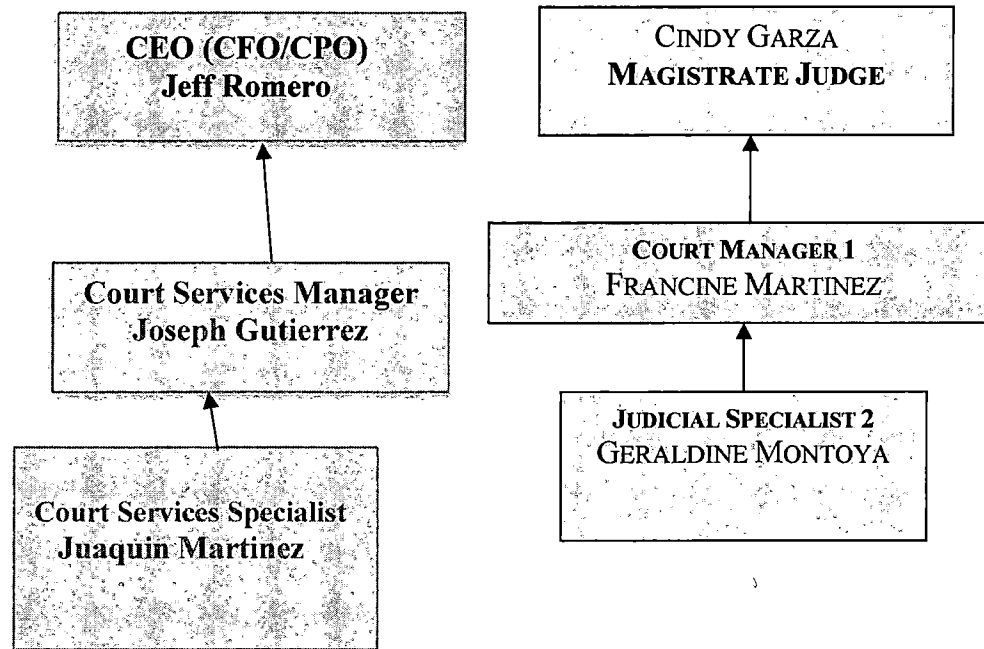 CEO (CFO/CPO)
Jeff Romero
Court Services Manager
Joseph Gutierrez
Court Services Specialist
Juaquin Martinez
CINDY GARZA
MAGISTRATE JUDGE
COURT MANAGER 1
FRANCINE MARTINEZ
JUDICIAL SPECIALIST 2
GERALDINE MONTOYA